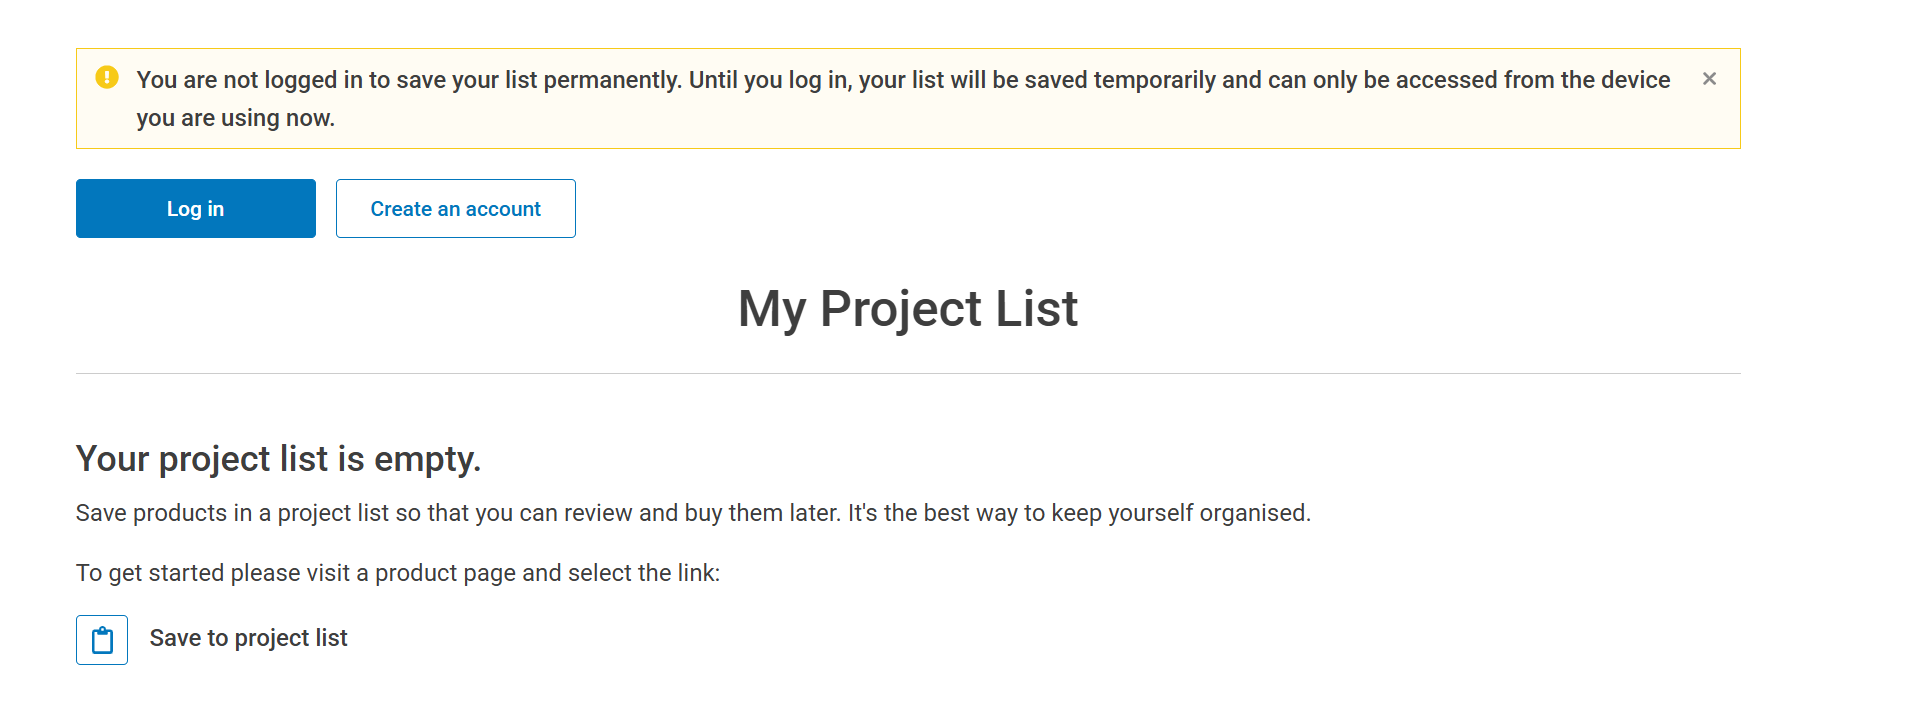 You are not logged in to save your list permanently. Until you log in, your list will be saved temporarily and can only be accessed from the device
you are using now.
Log in
Create an account
My Project List
Your project list is empty.
Save products in a project list so that you can review and buy them later. It's the best way to keep yourself organised.
To get started please visit a product page and select the link:
Save to project list